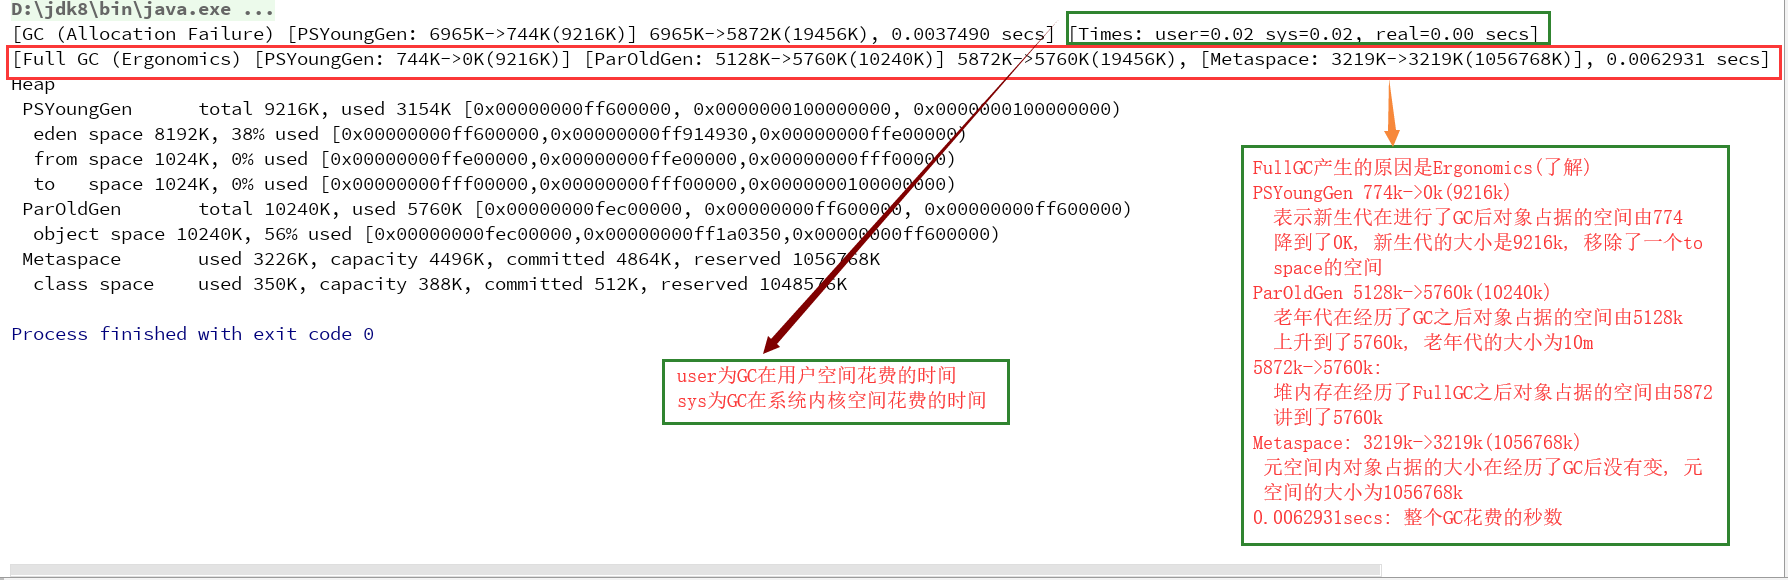 D:\jdk8\bin\java.exe ...
[GC (Allocation Failure) [PSYoungGen: 6965K->744K(9216K)] 6965K->5872K(19456K), 0.0037490 secs] [Times: user=0.02 sys=0.02, real=0.00 secs]
[Full GC (Ergonomics) [PSYoungGen: 744K->0K(9216K)] [ParOldGen: 5128K->5760K(10240K)] 5872K->5760K(19456K), [Metaspace: 3219K->3219K(1056768K)], 0.0062931 secs]
Heap
PSYoungGen total 9216K, used 3154K [0x00000000ff600000, 0x0000000100000000, 0x0000000100000000)
eden space 8192K, 38% used [0x00000000ff600000,0x00000000ff914930,0x00000000ffe00000)
from space 1024K, 0% used [0x00000000ffe00000,0x00000000ffe00000,0x00000000fff00000)
to space 1024K, 0% used [0x00000000fff00000,0x00000000fff00000,0x0000000100000000)
ParOldGen total 10240K, used 5760K [0x00000000fec00000, 0x00000000ff600000, 0x00000000ff600000)
object space 10240K, 56% used [0x00000000fec00000,0x00000000ff1a0350,0x00000000ff600000)
Metaspace used 3226K, capacity 4496K, committed 4864K, reserved 1056768K
class space used 350K, capacity 388K, committed 512K, reserved 1048576K
Process finished with exit code 0
user为GC在用户空间花费的时间
sys为GC在系统内核空间花费的时间
FullGC产生的原因是Ergonomics(了解)
PSYoungGen 774k->0k(9216k)
表示新生代在进行了GC后对象占据的空间由774
降到了0K, 新生代的大小是9216k, 移除了一个to
space的空间
ParOldGen 5128k->5760k(10240k)
老年代在经历了GC之后对象占据的空间由5128k
上升到了5760k, 老年代的大小为10m
5872k->5760k:
堆内存在经历了FullGC之后对象占据的空间由5872
讲到了5760k
Metaspace: 3219k->3219k(1056768k)
元空间内对象占据的大小在经历了GC后没有变, 元
空间的大小为1056768k
0.0062931secs: 整个GC花费的秒数